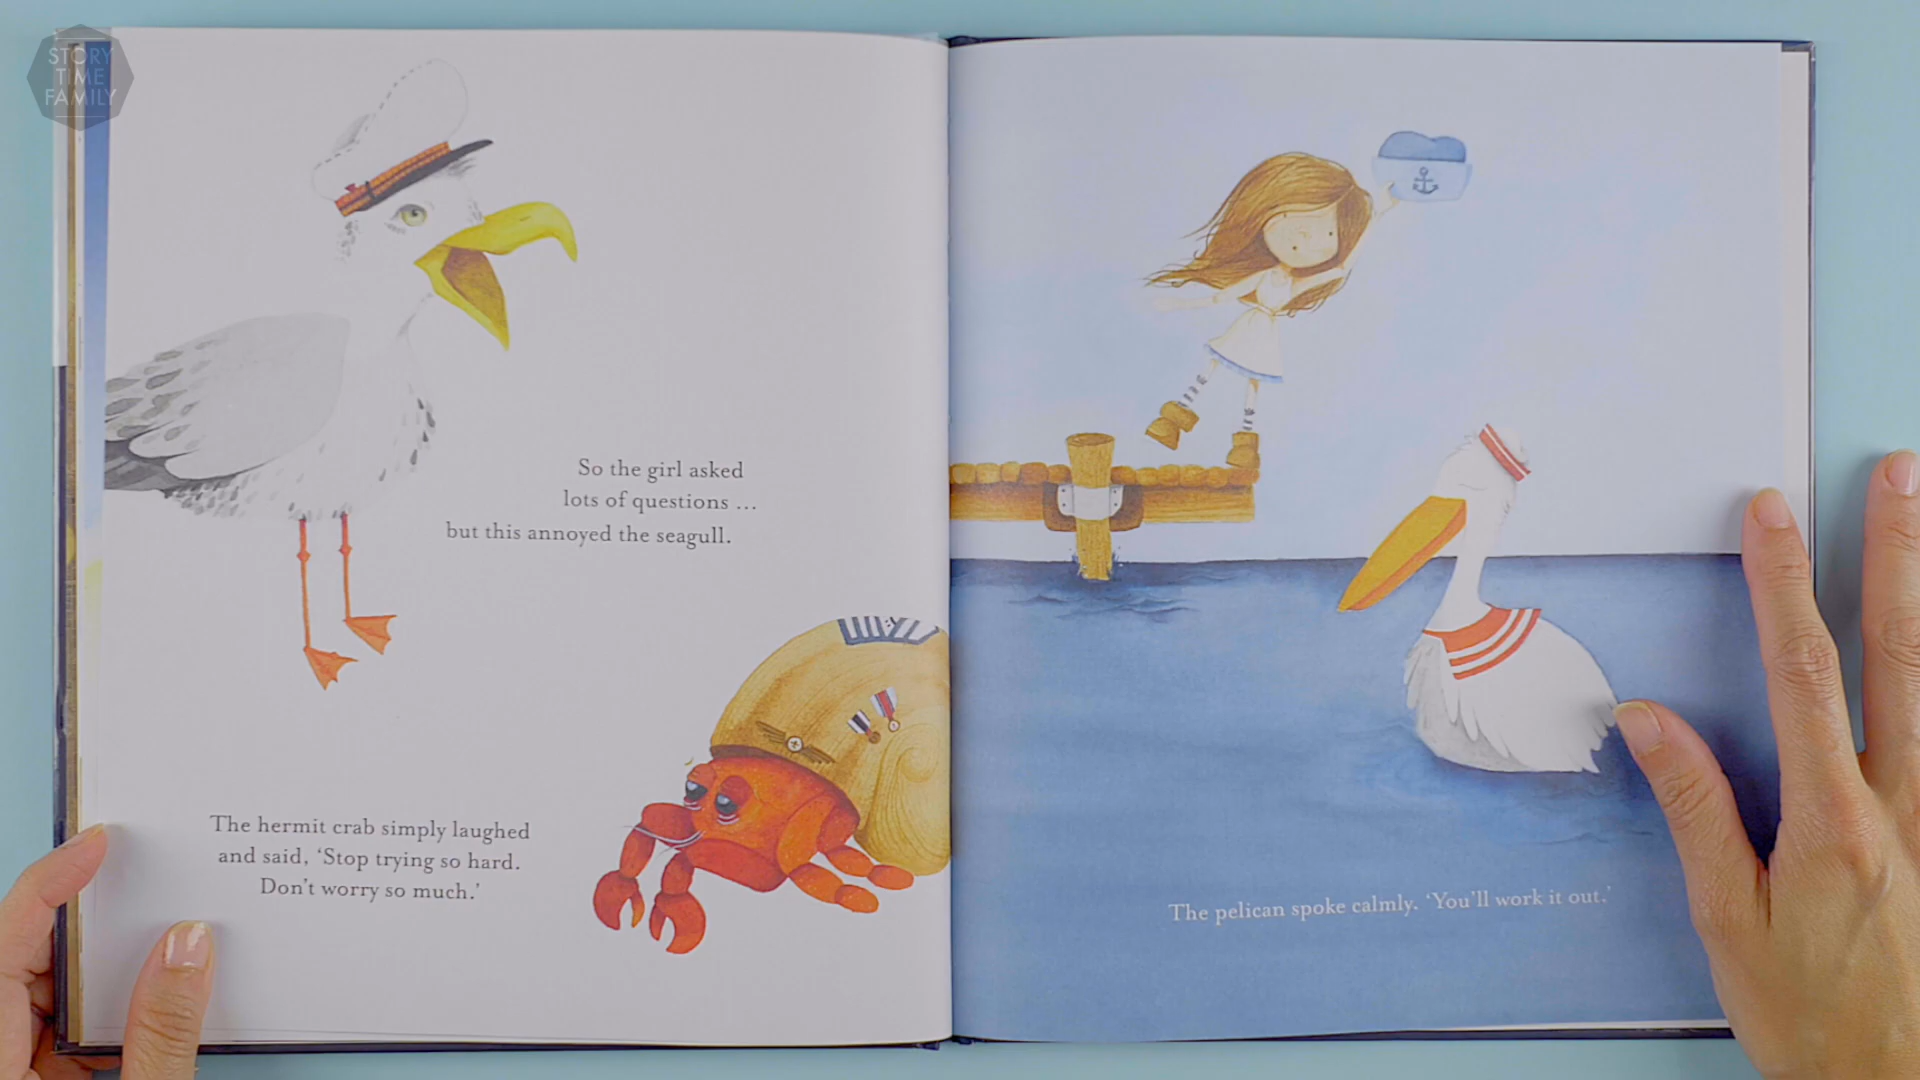 STORY
TIME
FAMILY
So the girl asked
lots of questions …
but this annoyed the seagull.
The hermit crab simply laughed
and said, ‘Stop trying so hard.
Don’t worry so much.’
The pelican spoke calmly. ‘You’ll work it out.’